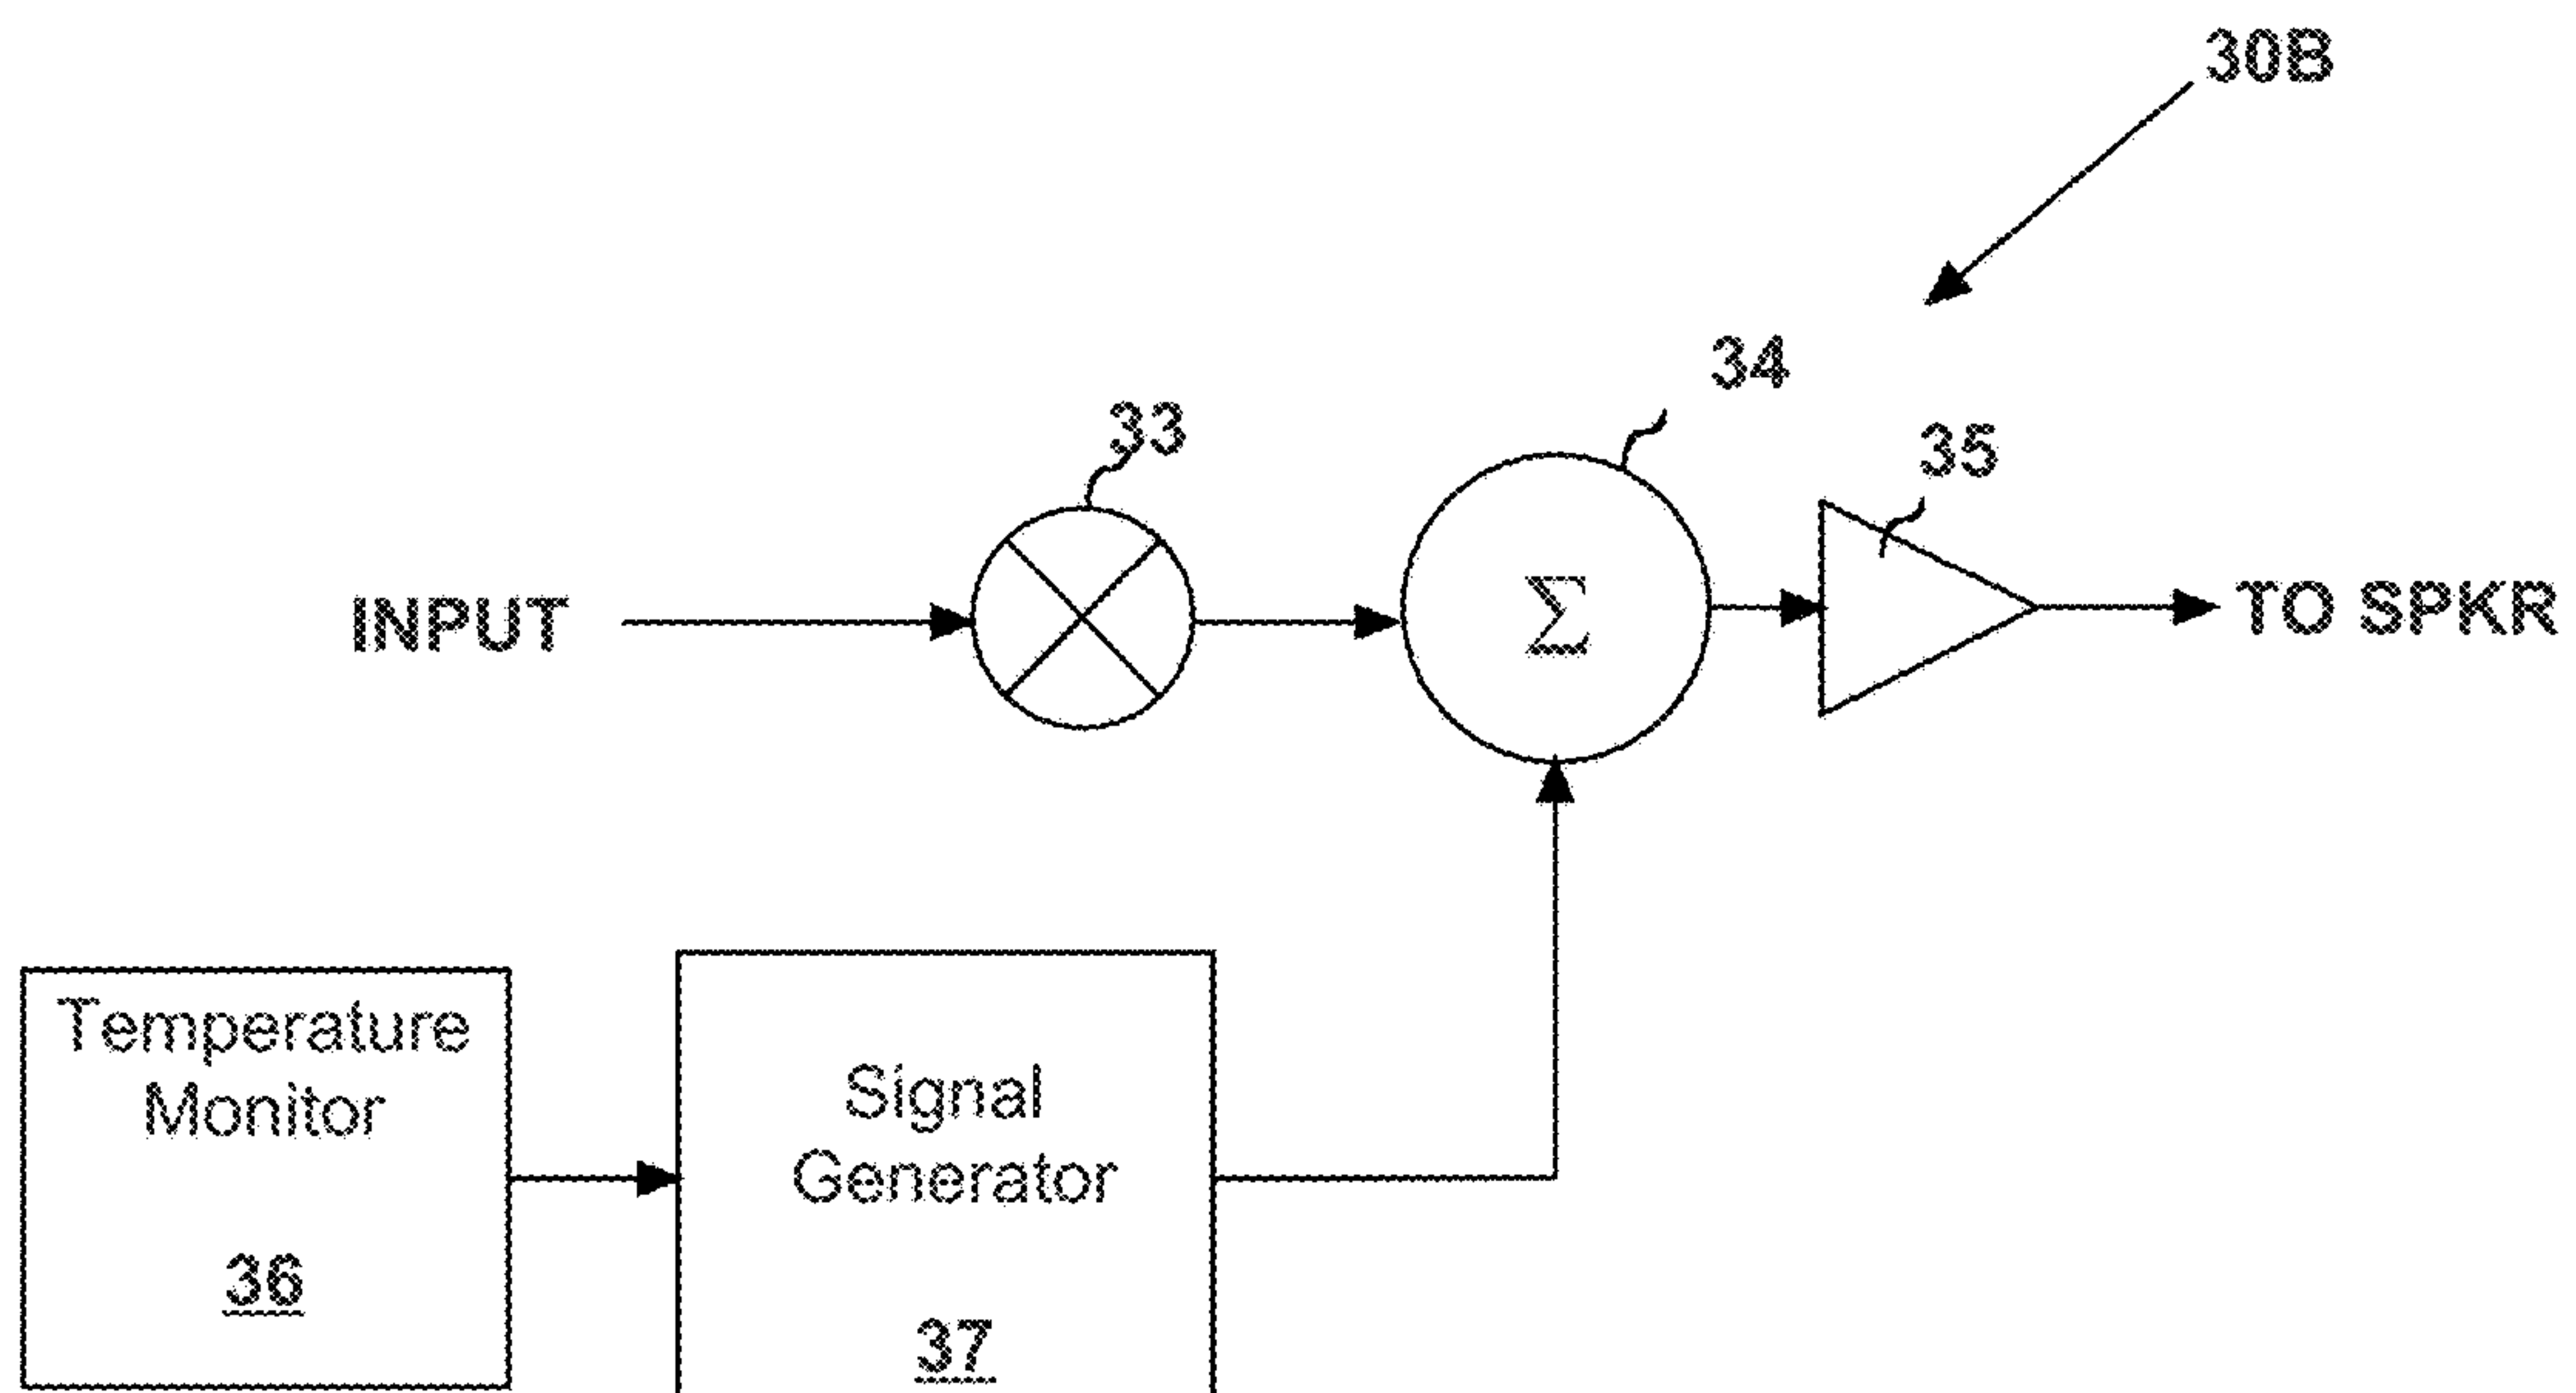 30B
34
33
35
INPUT
Σ
TO SPKR
Temperature
Monitor
36
Signal
Generator
37